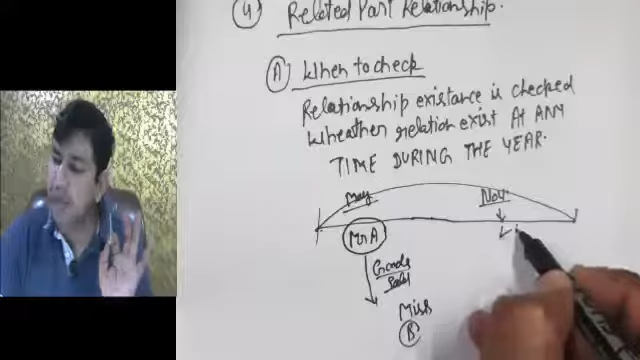 4 Related Part Relationship.
A When to check
Relationship existance is checked
Wheather relation exist At ANY
TIME DURING THE YEAR.
May
Nov.
Mr A
Goods
Sold
Miss
B